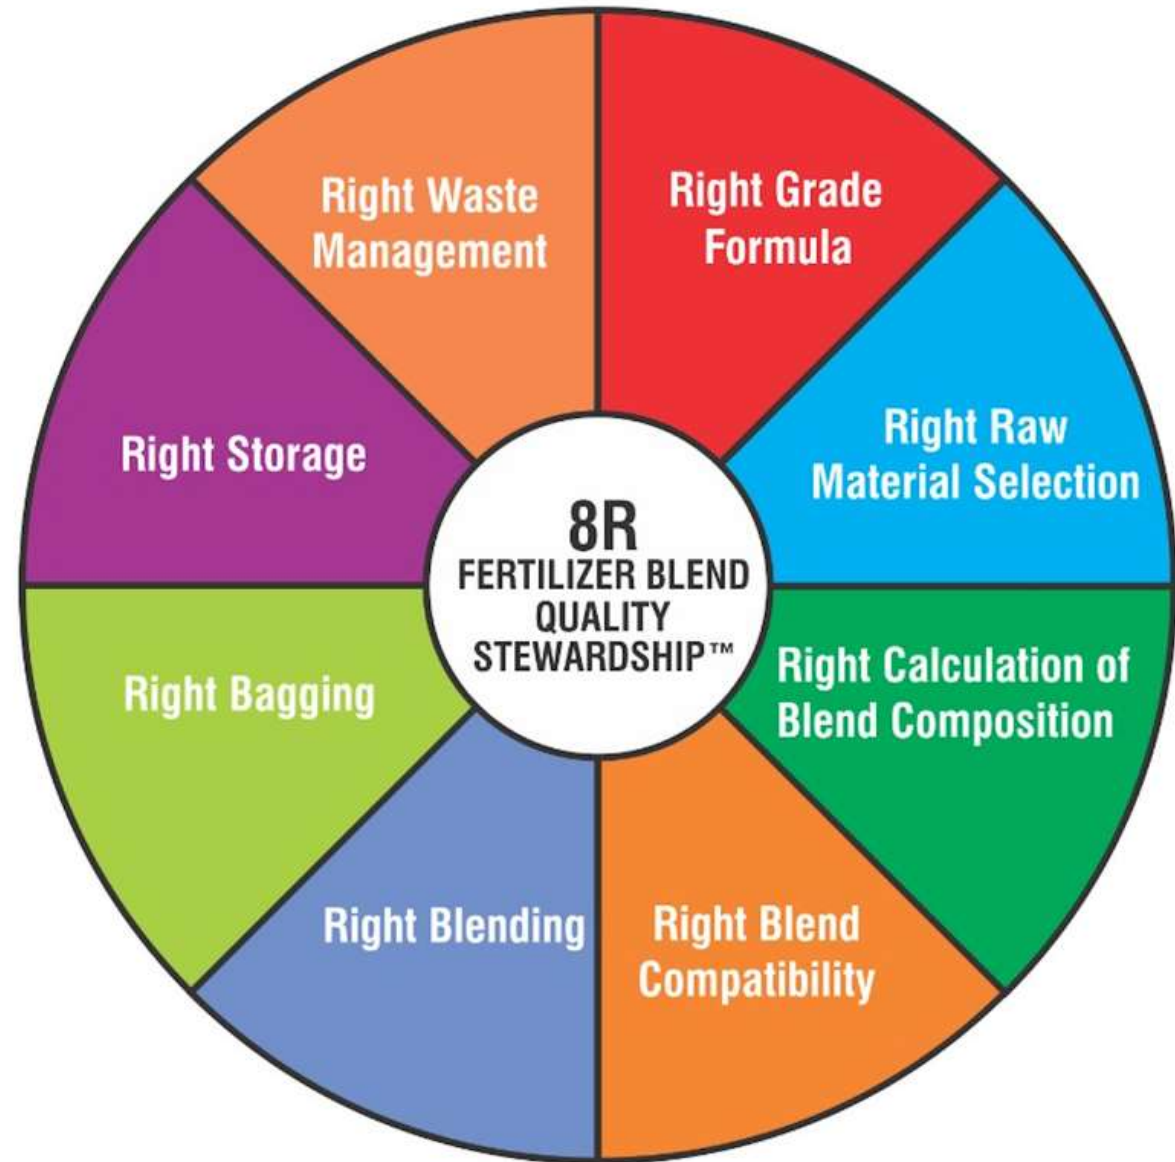 8R
FERTILIZER BLEND
QUALITY
STEWARDSHIP™
Right Grade
Formula
Right Raw
Material Selection
Right Calculation of
Blend Composition
Right Blend
Compatibility
Right Blending
Right Bagging
Right Storage
Right Waste
Management